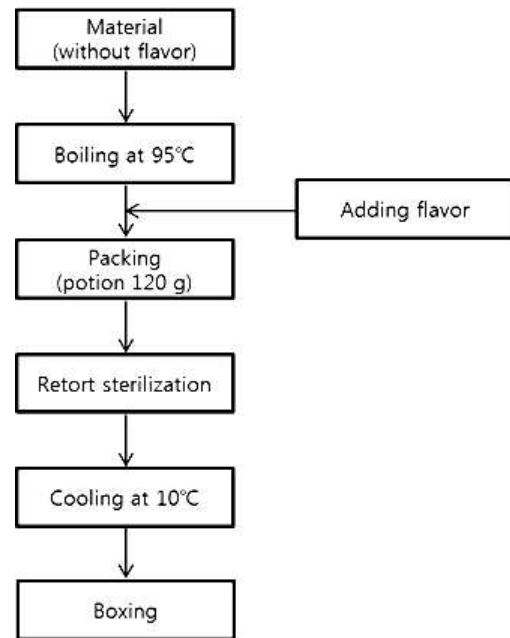 Material
(without flavor)
Boiling at 95℃
Adding flavor
Packing
(potion 120 g)
Retort sterilization
Cooling at 10℃
Boxing